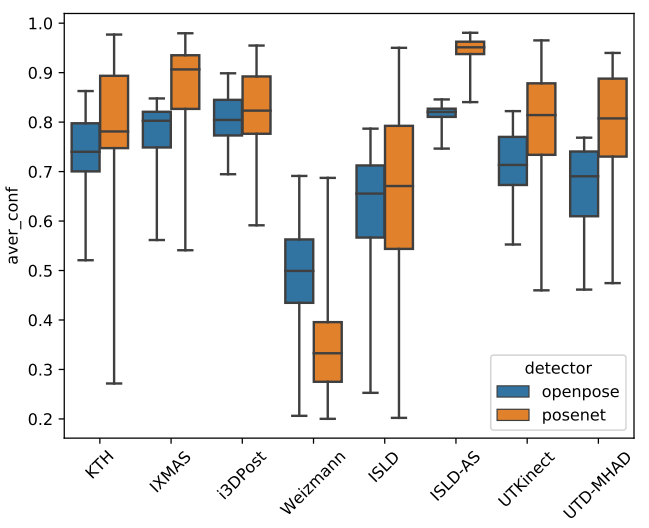 1.0
0.9
0.8
0.7
0.6
0.5
0.4
0.3
0.2
aver_conf
detector
openpose
posenet
KTH
IXMAS
i3DPost
Weizmann
ISLD
ISLD-AS
UTKinect
UTD-MHAD